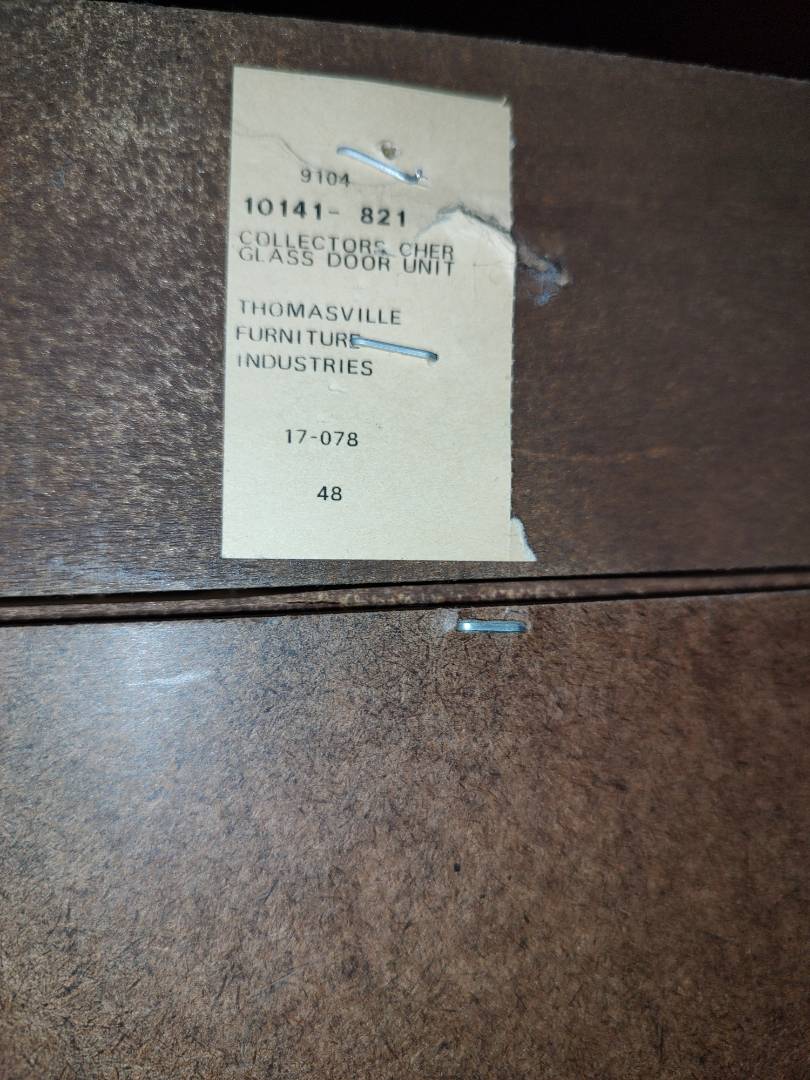 9104
10141- 821
COLLECTORS CHER
GLASS DOOR UNIT
THOMASVILLE
FURNITURE
INDUSTRIES
17-078
48